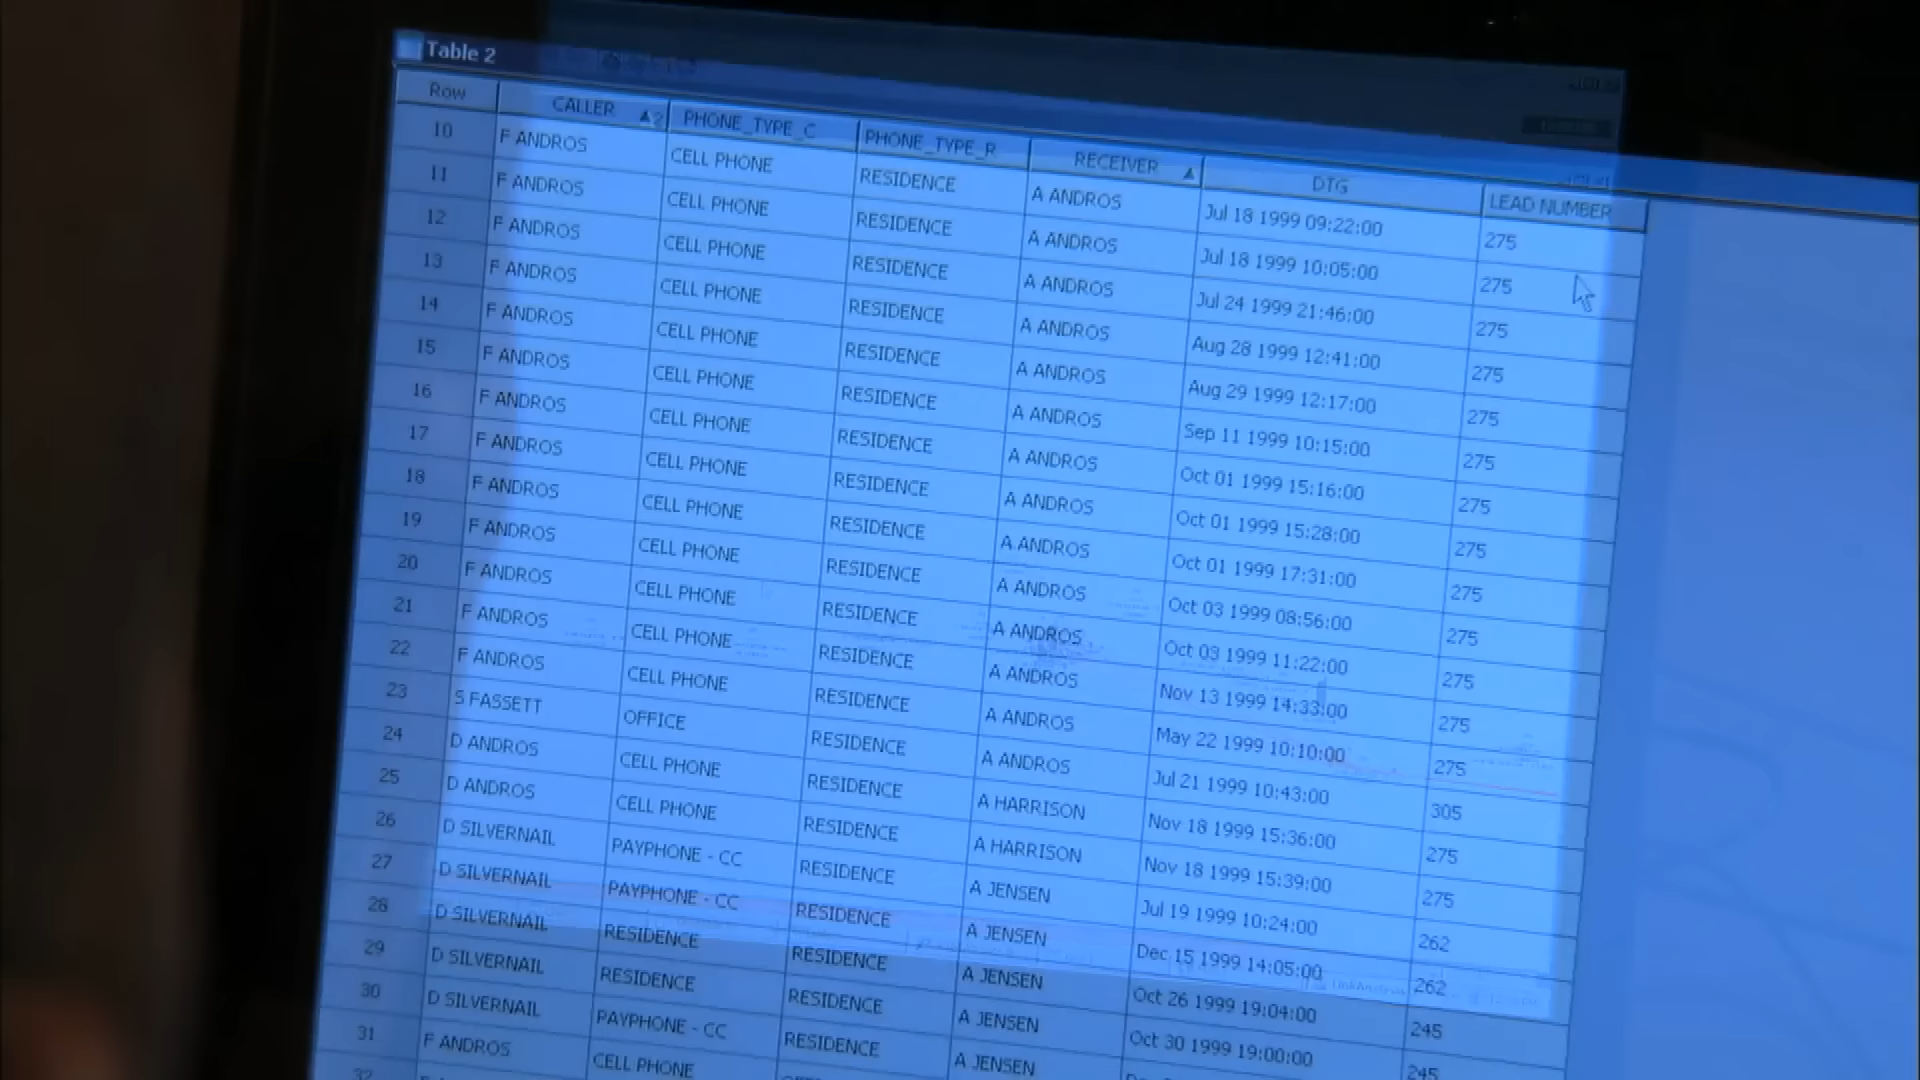 Table 2
Row CALLER PHONE_TYPE_C PHONE_TYPE_R RECEIVER DTG LEAD NUMBER
10 F ANDROS CELL PHONE RESIDENCE A ANDROS Jul 18 1999 09:22:00 275
11 F ANDROS CELL PHONE RESIDENCE A ANDROS Jul 18 1999 10:05:00 275
12 F ANDROS CELL PHONE RESIDENCE A ANDROS Jul 24 1999 21:46:00 275
13 F ANDROS CELL PHONE RESIDENCE A ANDROS Aug 28 1999 12:41:00 275
14 F ANDROS CELL PHONE RESIDENCE A ANDROS Aug 29 1999 12:17:00 275
15 F ANDROS CELL PHONE RESIDENCE A ANDROS Sep 11 1999 10:15:00 275
16 F ANDROS CELL PHONE RESIDENCE A ANDROS Oct 01 1999 15:16:00 275
17 F ANDROS CELL PHONE RESIDENCE A ANDROS Oct 01 1999 15:28:00 275
18 F ANDROS CELL PHONE RESIDENCE A ANDROS Oct 01 1999 17:31:00 275
19 F ANDROS CELL PHONE RESIDENCE A ANDROS Oct 03 1999 08:56:00 275
20 F ANDROS CELL PHONE RESIDENCE A ANDROS Oct 03 1999 11:22:00 275
21 F ANDROS CELL PHONE RESIDENCE A ANDROS Nov 13 1999 14:33:00 275
22 F ANDROS CELL PHONE RESIDENCE A ANDROS May 22 1999 10:10:00 275
23 S FASSETT OFFICE RESIDENCE A ANDROS Jul 21 1999 10:43:00 305
24 D ANDROS CELL PHONE RESIDENCE A HARRISON Nov 18 1999 15:36:00 275
25 D ANDROS CELL PHONE RESIDENCE A HARRISON Nov 18 1999 15:39:00 275
26 D SILVERNAIL PAYPHONE - CC RESIDENCE A JENSEN Jul 19 1999 10:24:00 262
27 D SILVERNAIL PAYPHONE - CC RESIDENCE A JENSEN Dec 15 1999 14:05:00 262
28 D SILVERNAIL RESIDENCE RESIDENCE A JENSEN Oct 26 1999 19:04:00 245
29 D SILVERNAIL RESIDENCE RESIDENCE A JENSEN Oct 30 1999 19:00:00 245
30 D SILVERNAIL PAYPHONE - CC RESIDENCE A JENSEN
31 F ANDROS CELL PHONE
32